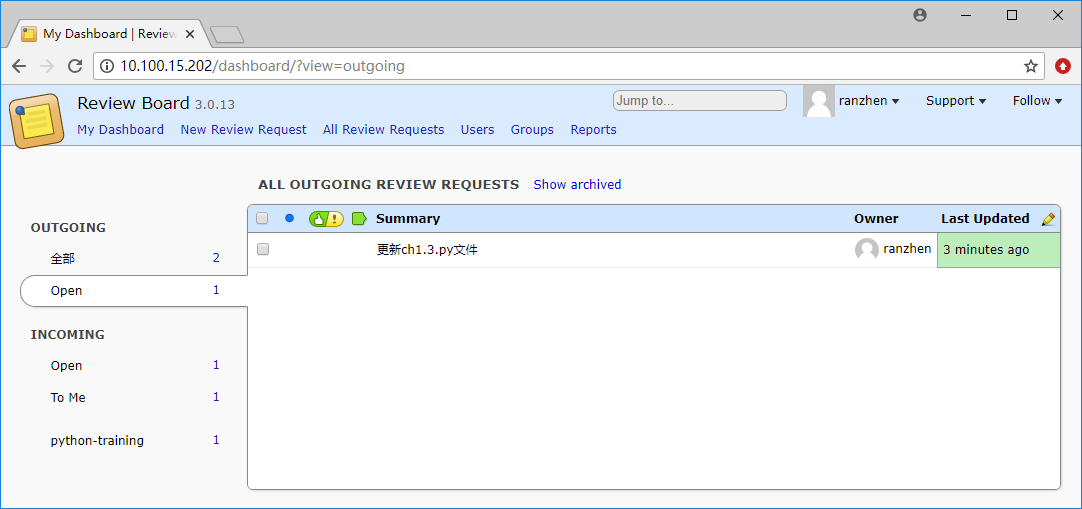 My Dashboard | Review
10.100.15.202/dashboard/?view=outgoing
Review Board 3.0.13
Jump to...
ranzhen
Support
Follow
My Dashboard New Review Request All Review Requests Users Groups Reports
ALL OUTGOING REVIEW REQUESTS Show archived
OUTGOING
全部 2
Open 1
INCOMING
Open 1
To Me 1
python-training 1
Summary Owner Last Updated
更新ch1.3.py文件 ranzhen 3 minutes ago